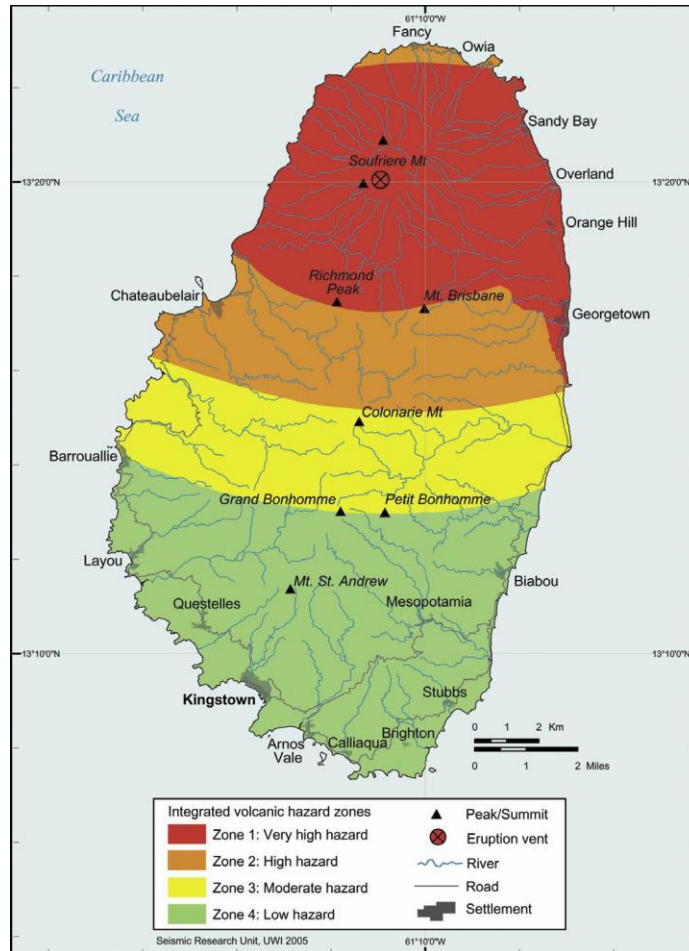 61°10'0"W
Fancy
Owia
Caribbean
Sea
Sandy Bay
Soufriere Mt
Overland
13°20'0"N
13°20'0"N
Orange Hill
Richmond
Peak
Chateaubelair
Mt. Brisbane
Georgetown
Colonarie Mt
Barrouallie
Grand Bonhomme
Petit Bonhomme
Layou
Mt. St. Andrew
Biabou
Questelles
Mesopotamia
13°10'0"N
13°10'0"N
Kingstown
Stubbs
Arnos
Vale
Calliaqua
Brighton
0 1 2 Km
0 1 2 Miles
Integrated volcanic hazard zones
Zone 1: Very high hazard
Zone 2: High hazard
Zone 3: Moderate hazard
Zone 4: Low hazard
Peak/Summit
Eruption vent
River
Road
Settlement
Seismic Research Unit, UWI 2005
61°10'0"W